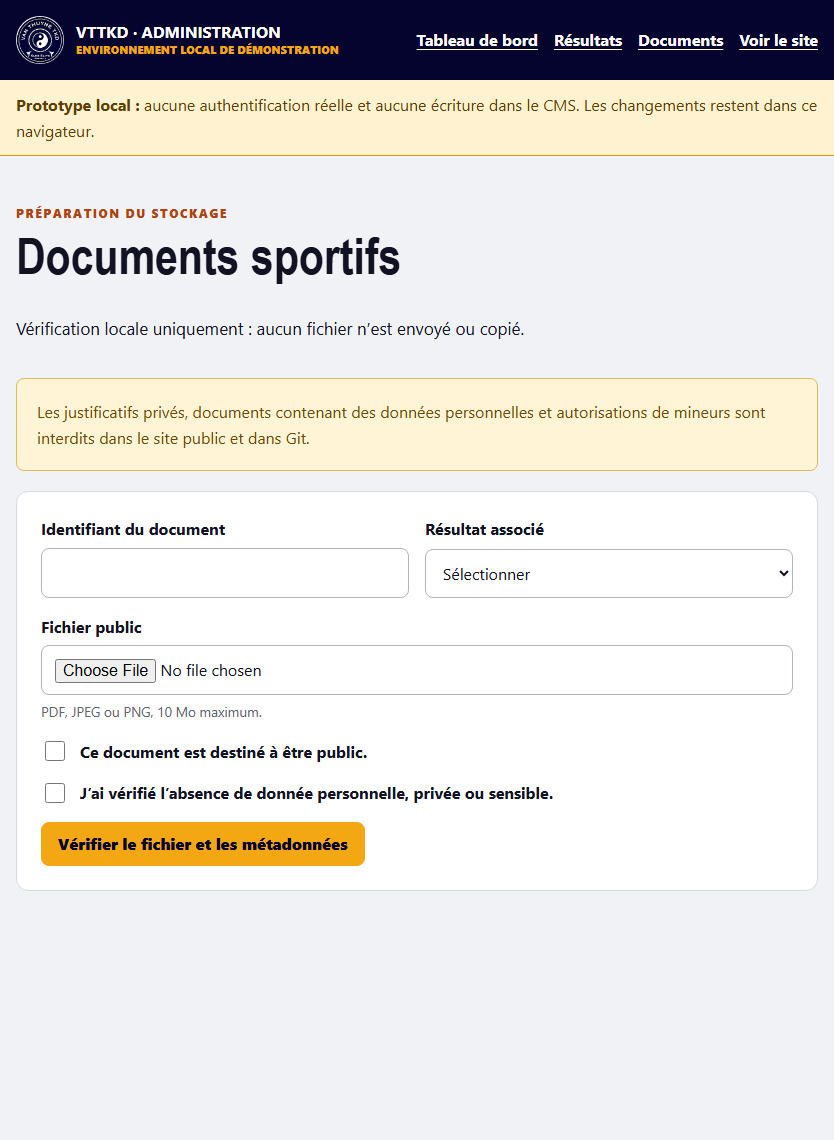 VTTKD · ADMINISTRATION
ENVIRONNEMENT LOCAL DE DÉMONSTRATION
Tableau de bord
Résultats
Documents
Voir le site
Prototype local : aucune authentification réelle et aucune écriture dans le CMS. Les changements restent dans ce
navigateur.
PRÉPARATION DU STOCKAGE
Documents sportifs
Vérification locale uniquement : aucun fichier n’est envoyé ou copié.
Les justificatifs privés, documents contenant des données personnelles et autorisations de mineurs sont
interdits dans le site public et dans Git.
Identifiant du document
Résultat associé
Sélectionner
Fichier public
Choose File No file chosen
PDF, JPEG ou PNG, 10 Mo maximum.
Ce document est destiné à être public.
J’ai vérifié l’absence de donnée personnelle, privée ou sensible.
Vérifier le fichier et les métadonnées